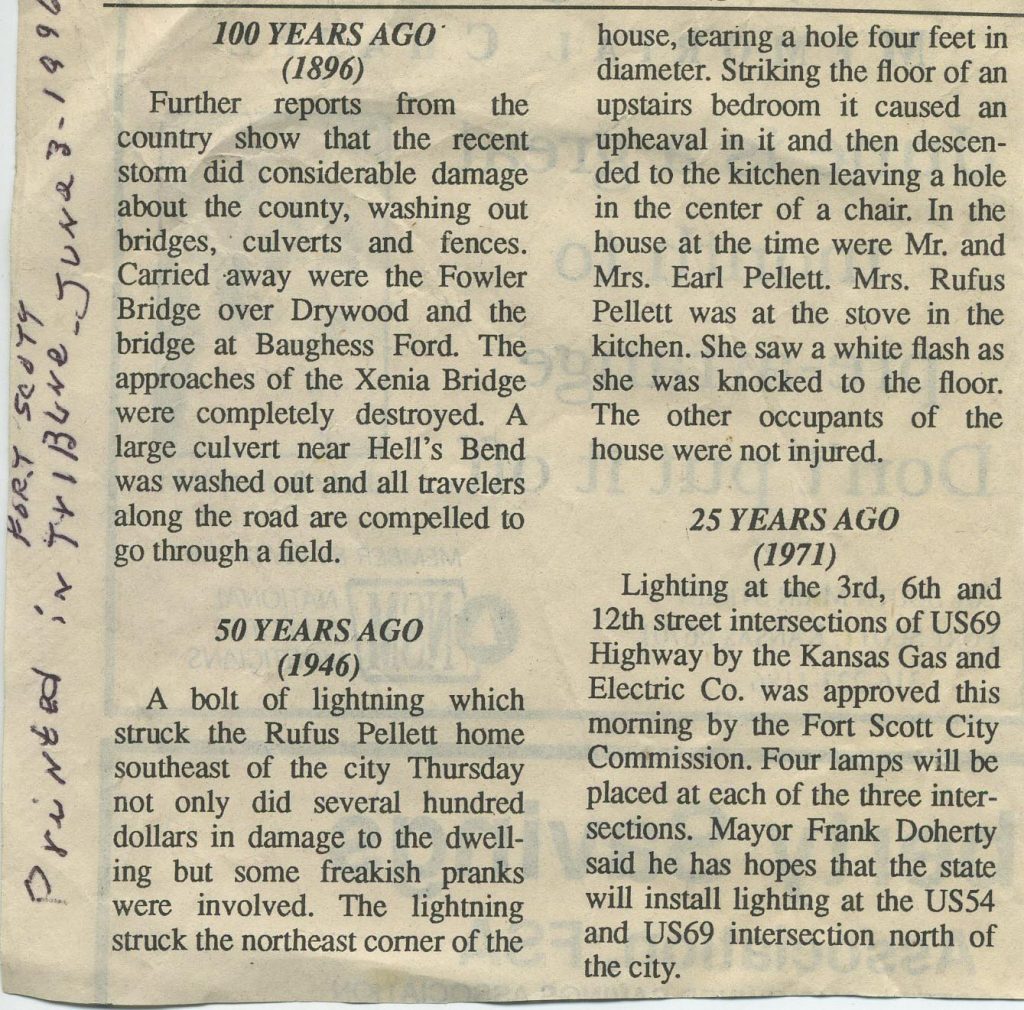 100 YEARS AGO
(1896)
Further reports from the
country show that the recent
storm did considerable damage
about the county, washing out
bridges, culverts and fences.
Carried away were the Fowler
Bridge over Drywood and the
bridge at Baughess Ford. The
approaches of the Xenia Bridge
were completely destroyed. A
large culvert near Hell's Bend
was washed out and all travelers
along the road are compelled to
go through a field.
50 YEARS AGO
(1946)
A bolt of lightning which
struck the Rufus Pellett home
southeast of the city Thursday
not only did several hundred
dollars in damage to the dwell-
ing but some freakish pranks
were involved. The lightning
struck the northeast corner of the
house, tearing a hole four feet in
diameter. Striking the floor of an
upstairs bedroom it caused an
upheaval in it and then descen-
ded to the kitchen leaving a hole
in the center of a chair. In the
house at the time were Mr. and
Mrs. Earl Pellett. Mrs. Rufus
Pellett was at the stove in the
kitchen. She saw a white flash as
she was knocked to the floor.
The other occupants of the
house were not injured.
25 YEARS AGO
(1971)
Lighting at the 3rd, 6th and
12th street intersections of US69
Highway by the Kansas Gas and
Electric Co. was approved this
morning by the Fort Scott City
Commission. Four lamps will be
placed at each of the three inter-
sections. Mayor Frank Doherty
said he has hopes that the state
will install lighting at the US54
and US69 intersection north of
the city.
FORT SCOTT
Printed in TriBune - June 3 - 1996